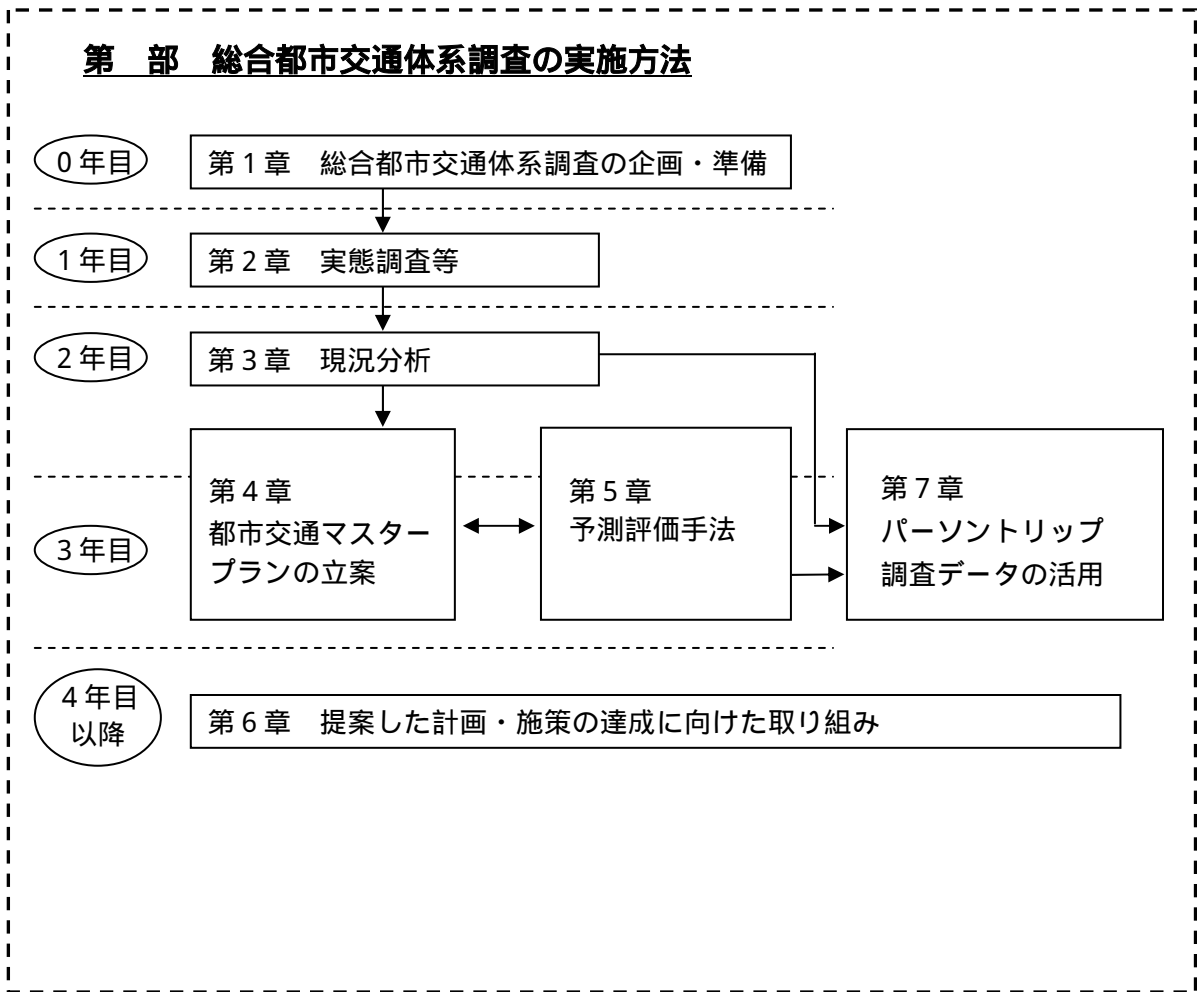 第　部　総合都市交通体系調査の実施方法
0年目
第1章　総合都市交通体系調査の企画・準備
1年目
第2章　実態調査等
2年目
第3章　現況分析
3年目
第4章
都市交通マスター
プランの立案
第5章
予測評価手法
第7章
パーソントリップ
調査データの活用
4年目
以降
第6章　提案した計画・施策の達成に向けた取り組み